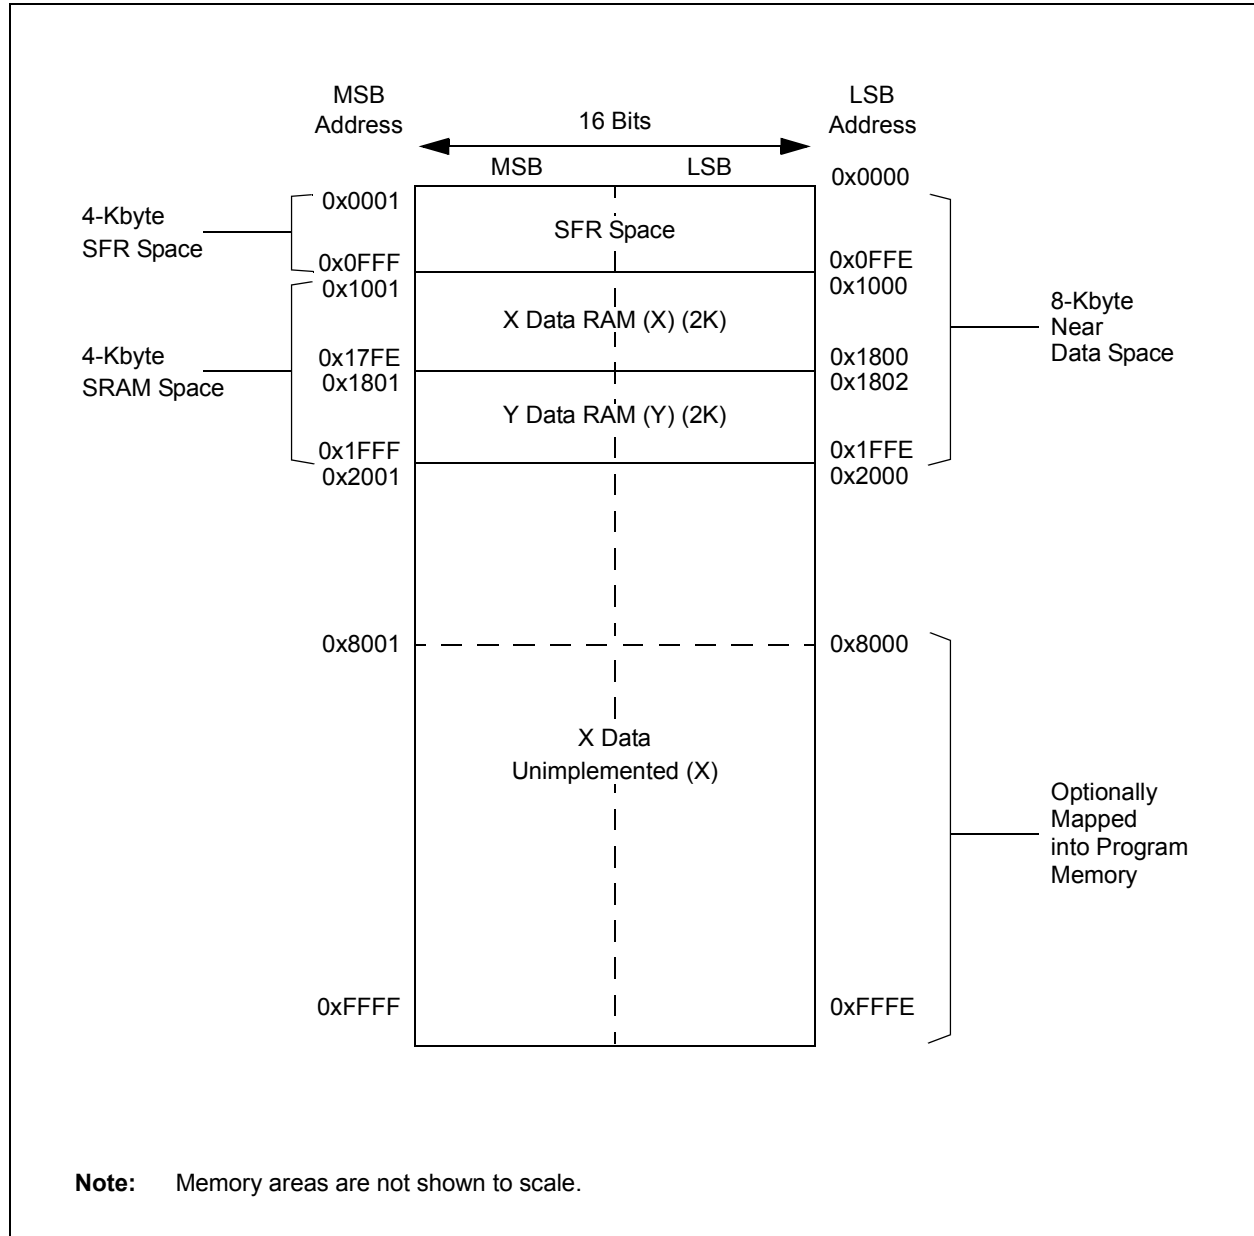 MSB
Address
LSB
Address
16 Bits
MSB
LSB
0x0000
0x0001
4-Kbyte
SFR Space
SFR Space
0x0FFF
0x0FFE
0x1001
0x1000
X Data RAM (X) (2K)
8-Kbyte
Near
Data Space
4-Kbyte
SRAM Space
0x17FE
0x1800
0x1801
0x1802
Y Data RAM (Y) (2K)
0x1FFF
0x1FFE
0x2001
0x2000
0x8001
0x8000
X Data
Unimplemented (X)
Optionally
Mapped
into Program
Memory
0xFFFF
0xFFFE
Note: Memory areas are not shown to scale.